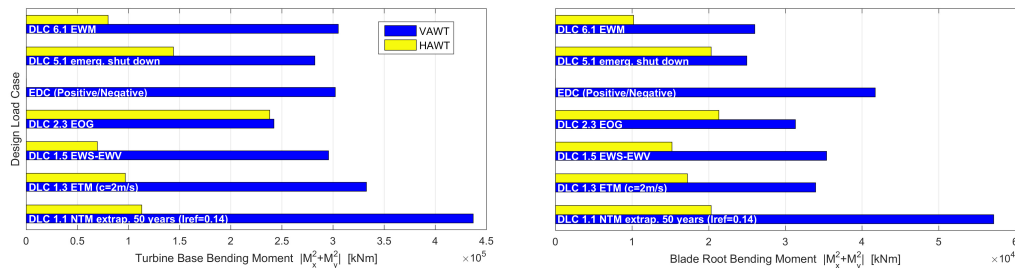 DLC 6.1 EWM
DLC 5.1 emerg. shut down
EDC (Positive/Negative)
DLC 2.3 EOG
DLC 1.5 EWS-EWV
DLC 1.3 ETM (c=2m/s)
DLC 1.1 NTM extrap. 50 years (Iref=0.14)
Design Load Case
VAWT
HAWT
0 0.5 1 1.5 2 2.5 3 3.5 4 4.5
×10⁵
Turbine Base Bending Moment |M²ₓ+M²ᵧ| [kNm]
DLC 6.1 EWM
DLC 5.1 emerg. shut down
EDC (Positive/Negative)
DLC 2.3 EOG
DLC 1.5 EWS-EWV
DLC 1.3 ETM (c=2m/s)
DLC 1.1 NTM extrap. 50 years (Iref=0.14)
0 1 2 3 4 5 6
×10⁴
Blade Root Bending Moment |M²ₓ+M²ᵧ| [kNm]